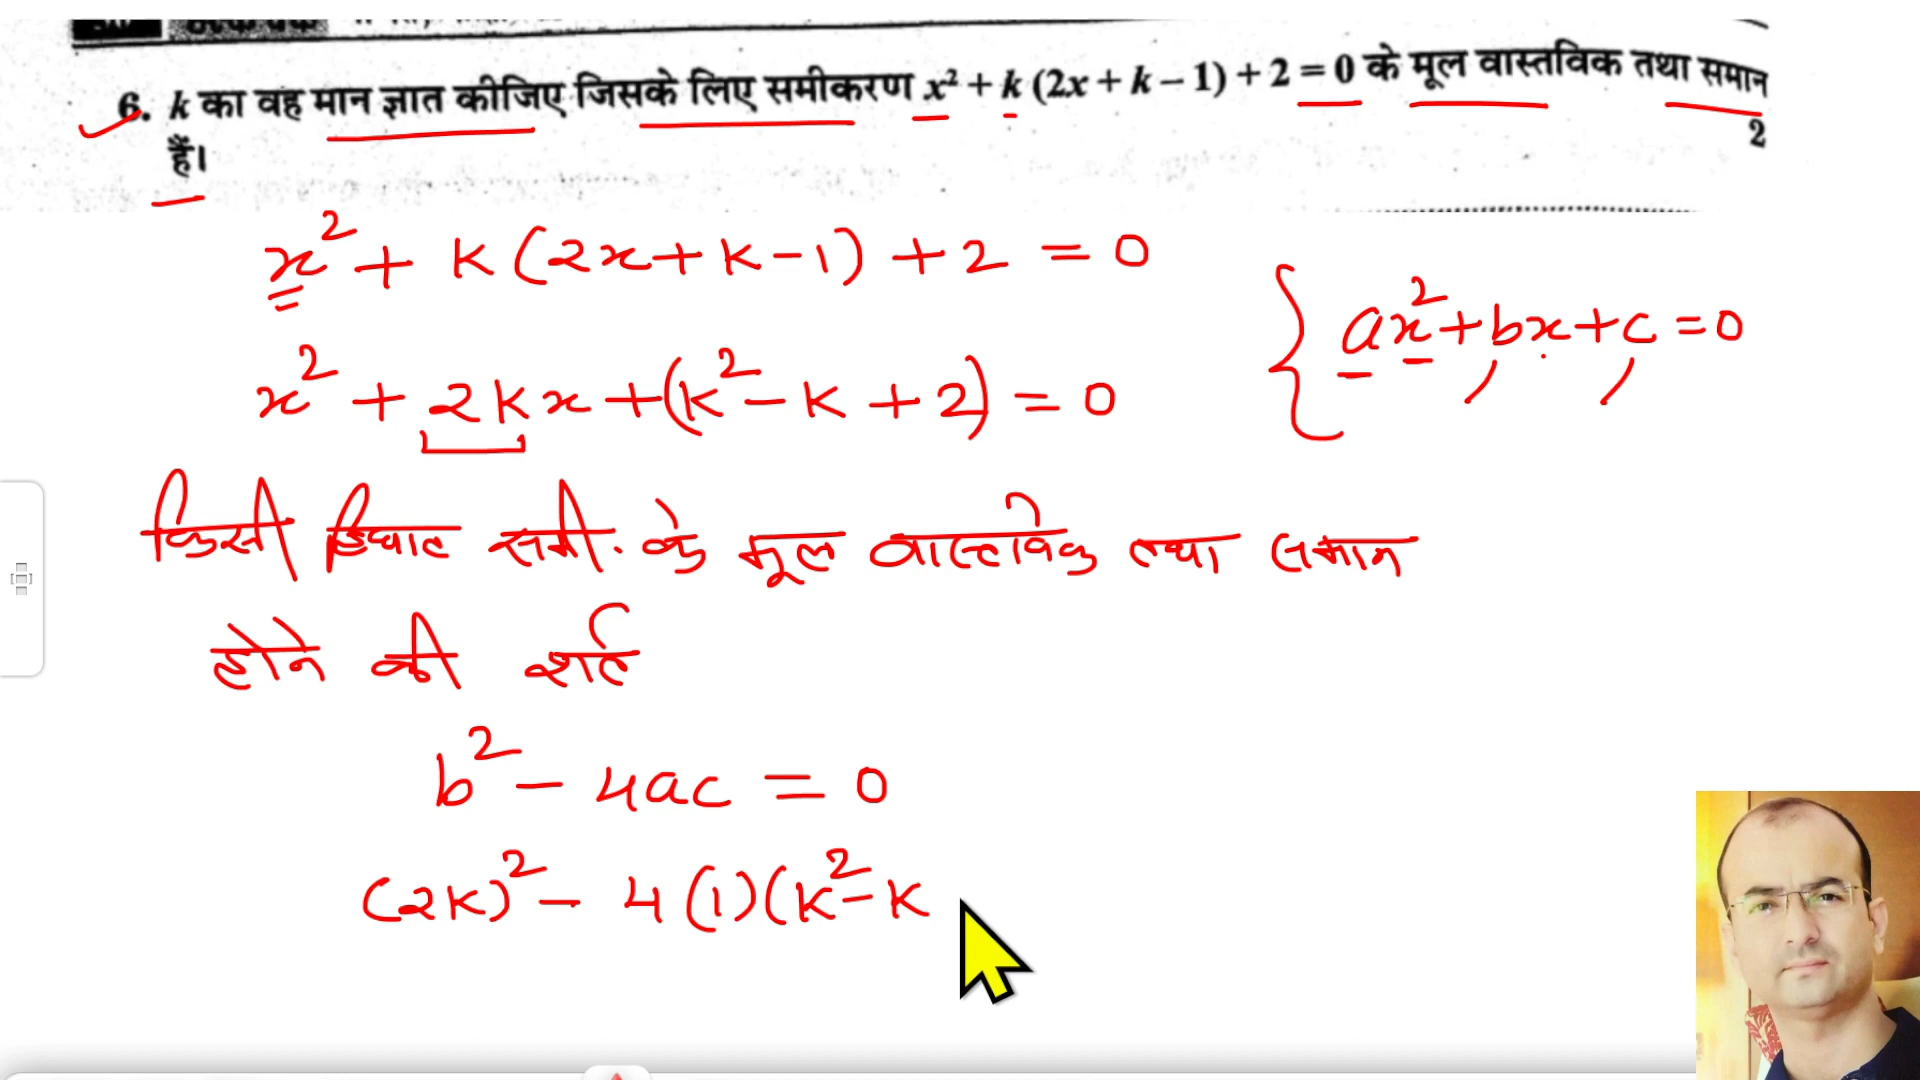 6. k का वह मान ज्ञात कीजिए जिसके लिए समीकरण x² + k (2x + k – 1) + 2 = 0 के मूल वास्तविक तथा समान
हैं। 2
x² + k (2x + k - 1) + 2 = 0
{ ax² + bx + c = 0
x² + 2kx + (k² - k + 2) = 0
किसी द्विघात समी. के मूल वास्तविक तथा समान
होने की शर्त
b² - 4ac = 0
(2k)² - 4 (1) (k² - k